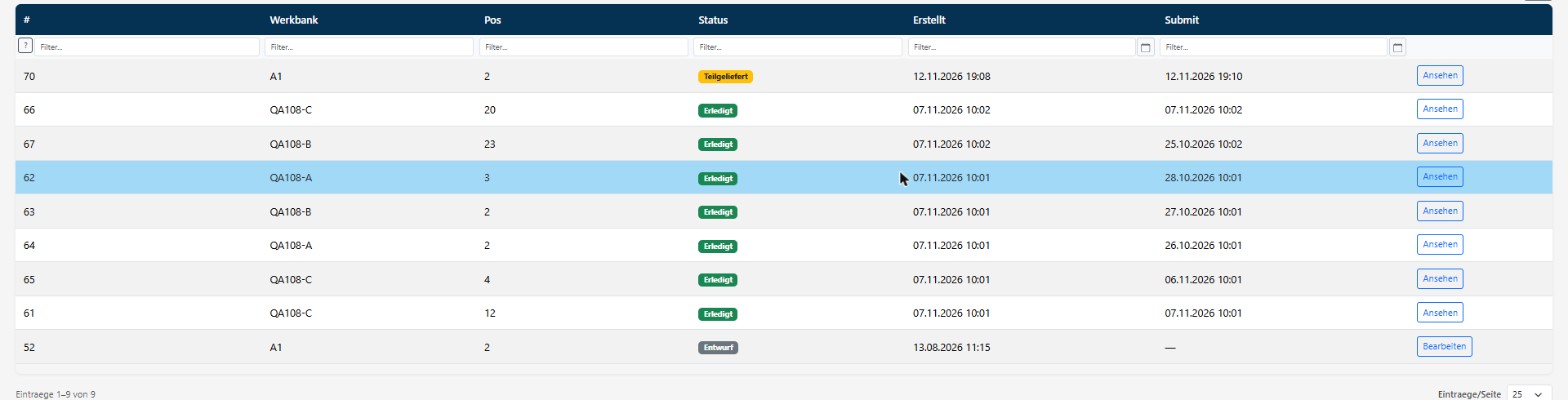 # Werkbank Pos Status Erstellt Submit
? Filter... Filter... Filter... Filter... Filter... Filter...
70 A1 2 Teilgeliefert 12.11.2026 19:08 12.11.2026 19:10 Ansehen
66 QA108-C 20 Erledigt 07.11.2026 10:02 07.11.2026 10:02 Ansehen
67 QA108-B 23 Erledigt 07.11.2026 10:02 25.10.2026 10:02 Ansehen
62 QA108-A 3 Erledigt 07.11.2026 10:01 28.10.2026 10:01 Ansehen
63 QA108-B 2 Erledigt 07.11.2026 10:01 27.10.2026 10:01 Ansehen
64 QA108-A 2 Erledigt 07.11.2026 10:01 26.10.2026 10:01 Ansehen
65 QA108-C 4 Erledigt 07.11.2026 10:01 06.11.2026 10:01 Ansehen
61 QA108-C 12 Erledigt 07.11.2026 10:01 07.11.2026 10:01 Ansehen
52 A1 2 Entwurf 13.08.2026 11:15 — Bearbeiten
Eintraege 1–9 von 9 Eintraege/Seite 25